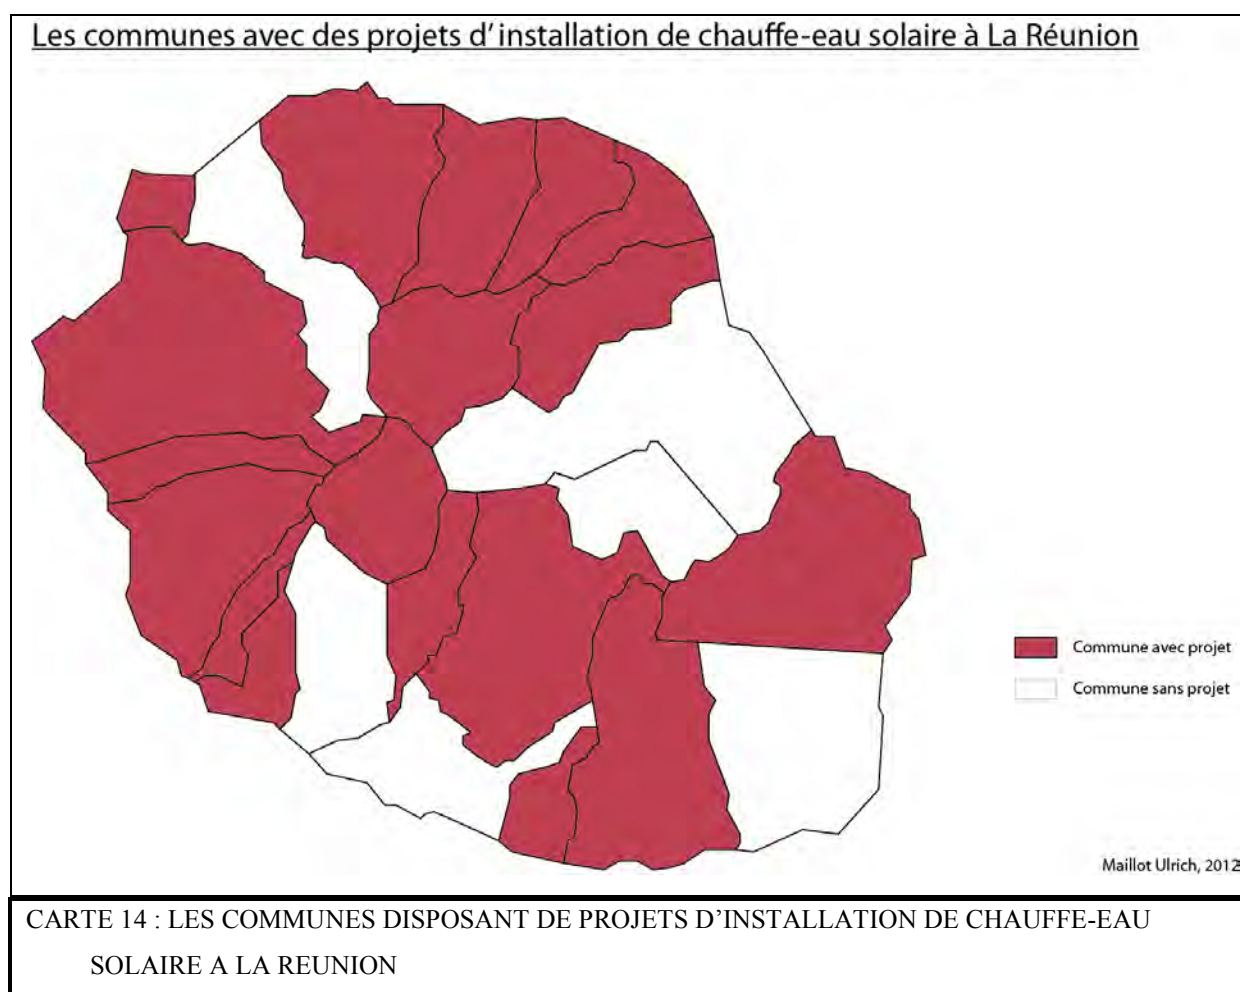 Les communes avec des projets d'installation de chauffe-eau solaire à La Réunion
Commune avec projet
Commune sans projet
Maillot Ulrich, 2012
CARTE 14 : LES COMMUNES DISPOSANT DE PROJETS D'INSTALLATION DE CHAUFFE-EAU
SOLAIRE A LA REUNION